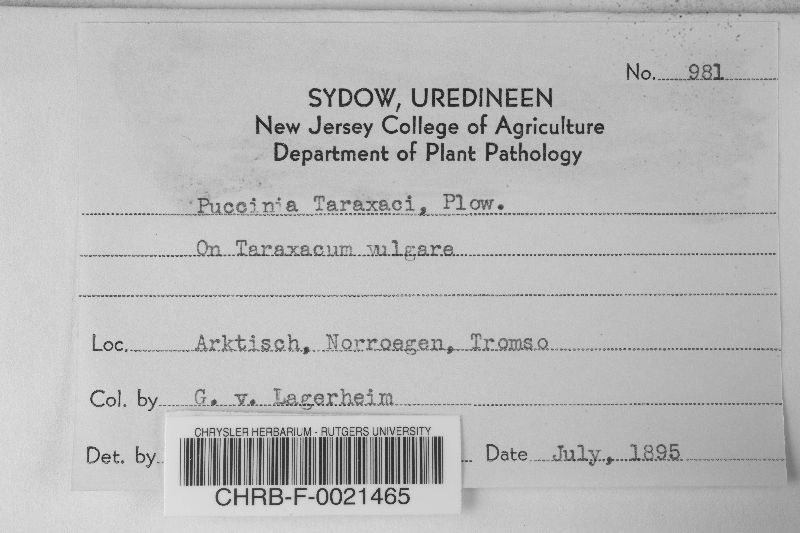 No. 981
SYDOW, UREDINEEN
New Jersey College of Agriculture
Department of Plant Pathology
Puccinia Taraxaci, Plow.
On Taraxacum vulgare
Loc. Arktisch, Norroegen, Tromso
Col. by G. v. Lagerheim
Det. by Date July, 1895
CHRYSLER HERBARIUM - RUTGERS UNIVERSITY
CHRB-F-0021465